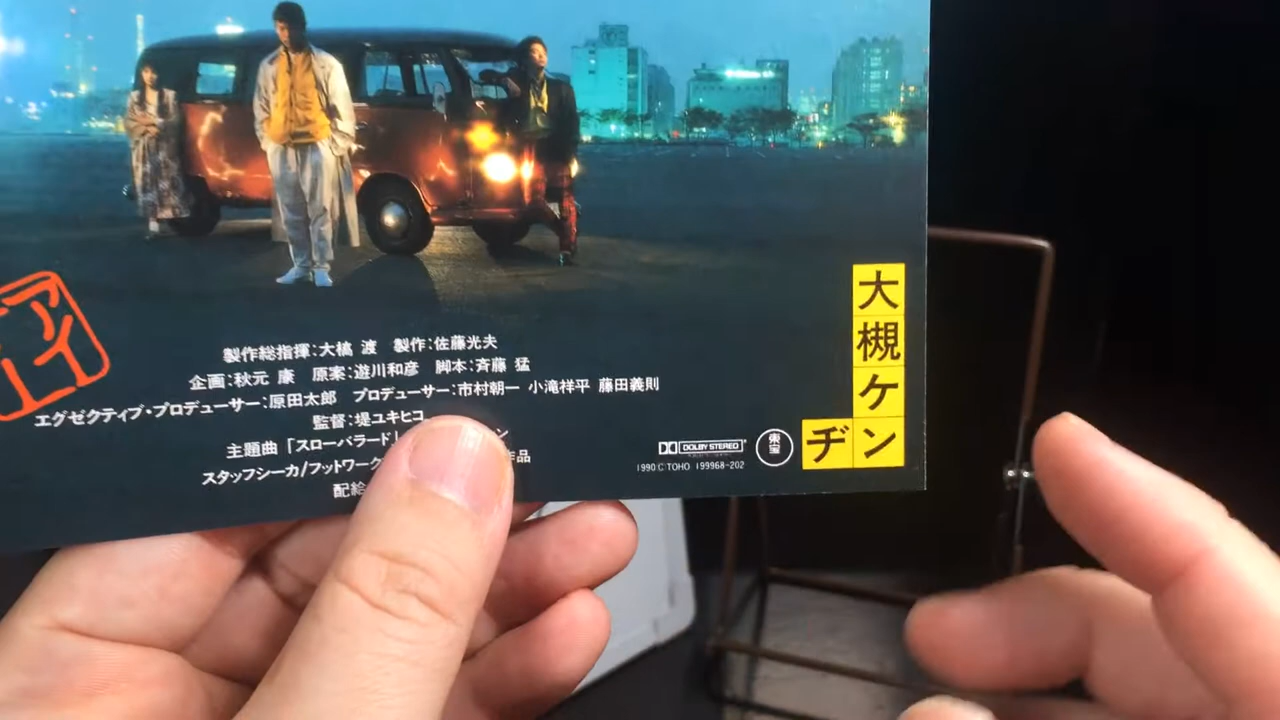 製作総指揮:大橋 渡 製作:佐藤光夫
企画:秋元 康 原案:遊川和彦 脚本:斉藤 猛
エグゼクティブ・プロデューサー:原田太郎 プロデューサー:市村朝一 小滝祥平 藤田義則
監督:堤ユキヒコ
主題曲「スローバラード」 ン
スタッフシーカ/フットワーク 作品
配給
DOLBY STEREO
東宝
1990 C TOHO 199968-202
大槻ケンヂ
アイ